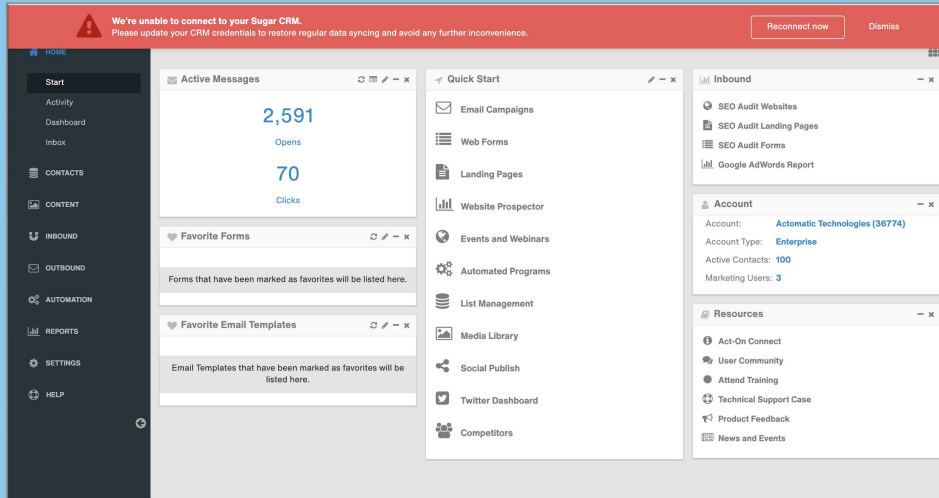 We're unable to connect to your Sugar CRM.
Please update your CRM credentials to restore regular data syncing and avoid any further inconvenience.
Reconnect now
Dismiss
HOME
Start
Activity
Dashboard
Inbox
CONTACTS
CONTENT
INBOUND
OUTBOUND
AUTOMATION
REPORTS
SETTINGS
HELP
Active Messages
2,591
Opens
70
Clicks
Favorite Forms
Forms that have been marked as favorites will be listed here.
Favorite Email Templates
Email Templates that have been marked as favorites will be
listed here.
Quick Start
Email Campaigns
Web Forms
Landing Pages
Website Prospector
Events and Webinars
Automated Programs
List Management
Media Library
Social Publish
Twitter Dashboard
Competitors
Inbound
SEO Audit Websites
SEO Audit Landing Pages
SEO Audit Forms
Google AdWords Report
Account
Account: Actomatic Technologies (36774)
Account Type: Enterprise
Active Contacts: 100
Marketing Users: 3
Resources
Act-On Connect
User Community
Attend Training
Technical Support Case
Product Feedback
News and Events